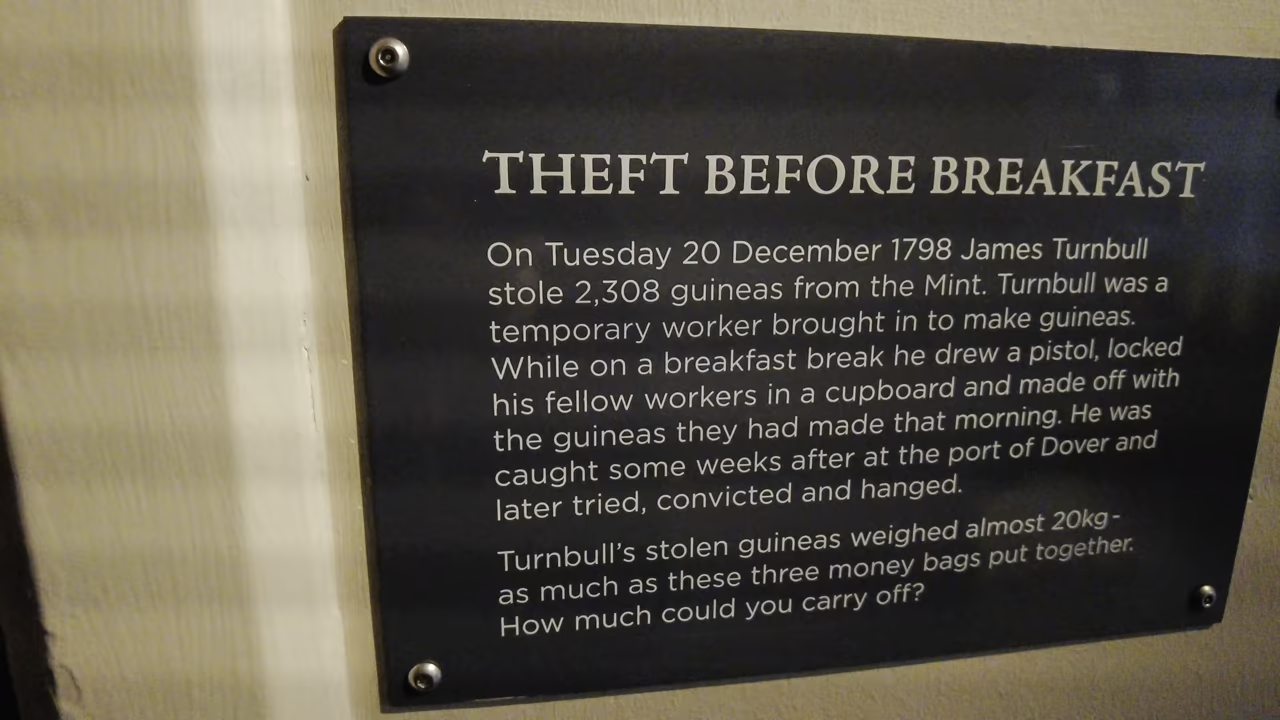 THEFT BEFORE BREAKFAST
On Tuesday 20 December 1798 James Turnbull
stole 2,308 guineas from the Mint. Turnbull was a
temporary worker brought in to make guineas.
While on a breakfast break he drew a pistol, locked
his fellow workers in a cupboard and made off with
the guineas they had made that morning. He was
caught some weeks after at the port of Dover and
later tried, convicted and hanged.
Turnbull's stolen guineas weighed almost 20kg-
as much as these three money bags put together.
How much could you carry off?